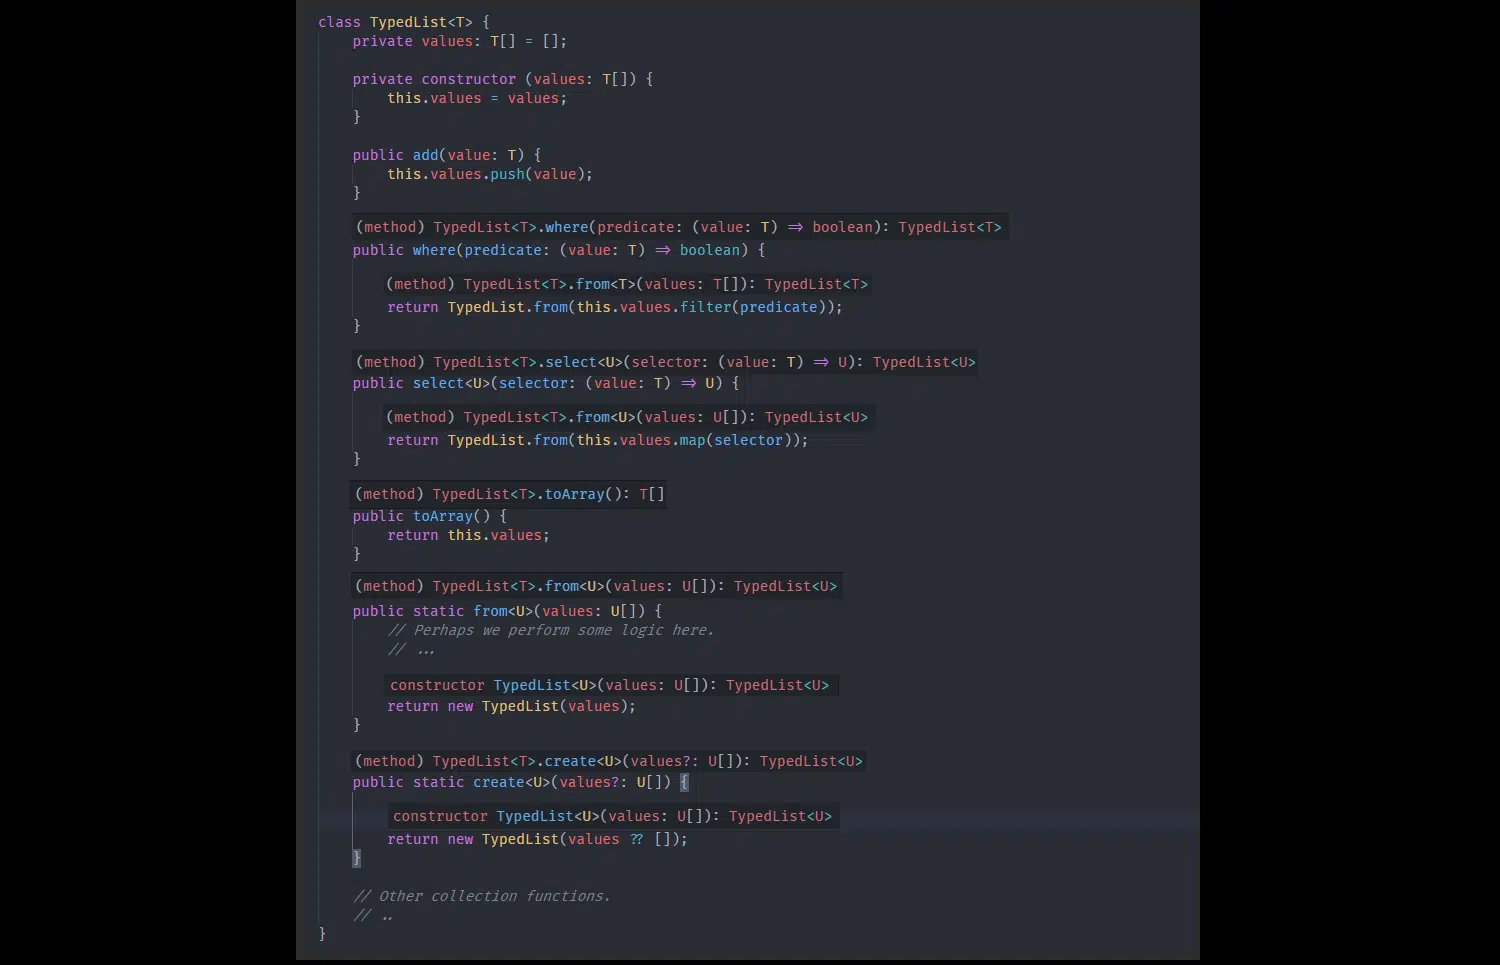 class TypedList<T> {
private values: T[] = [];
private constructor (values: T[]) {
this.values = values;
}
public add(value: T) {
this.values.push(value);
}
(method) TypedList<T>.where(predicate: (value: T) => boolean): TypedList<T>
public where(predicate: (value: T) => boolean) {
(method) TypedList<T>.from<T>(values: T[]): TypedList<T>
return TypedList.from(this.values.filter(predicate));
}
(method) TypedList<T>.select<U>(selector: (value: T) => U): TypedList<U>
public select<U>(selector: (value: T) => U) {
(method) TypedList<T>.from<U>(values: U[]): TypedList<U>
return TypedList.from(this.values.map(selector));
}
(method) TypedList<T>.toArray(): T[]
public toArray() {
return this.values;
}
(method) TypedList<T>.from<U>(values: U[]): TypedList<U>
public static from<U>(values: U[]) {
// Perhaps we perform some logic here.
// ...
constructor TypedList<U>(values: U[]): TypedList<U>
return new TypedList(values);
}
(method) TypedList<T>.create<U>(values?: U[]): TypedList<U>
public static create<U>(values?: U[]) {
constructor TypedList<U>(values: U[]): TypedList<U>
return new TypedList(values ?? []);
}
// Other collection functions.
// ..
}